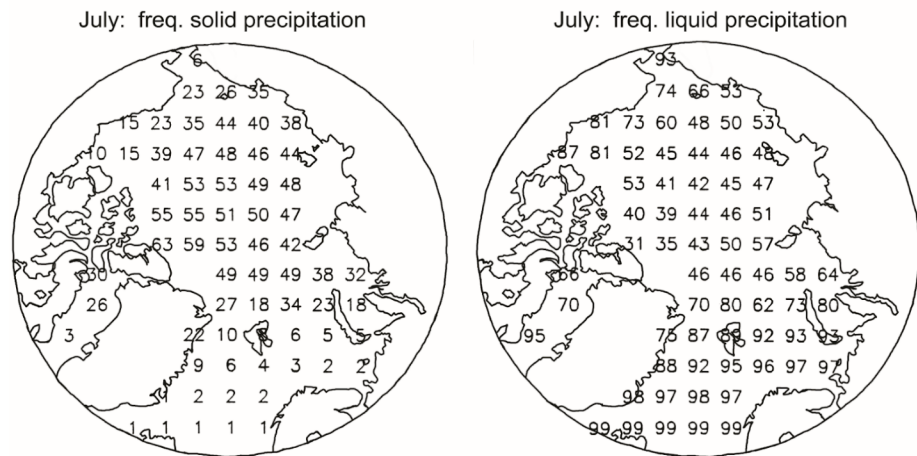 July: freq. solid precipitation
July: freq. liquid precipitation
6
93
23 26 35
74 66 53
15 23 35 44 40 38
81 73 60 48 50 53
10 15 39 47 48 46 44
87 81 52 45 44 46 48
41 53 53 49 48
53 41 42 45 47
55 55 51 50 47
40 39 44 46 51
63 59 53 46 42
31 35 43 50 57
30 49 49 49 38 32
66 46 46 46 58 64
26 27 18 34 23 18
70 70 80 62 73 80
3 22 10 6 5 5
95 75 87 89 92 93 93
9 6 4 3 2 2
88 92 95 96 97 97
2 2 2
98 97 98 97
1 1 1 1 1
99 99 99 99 99